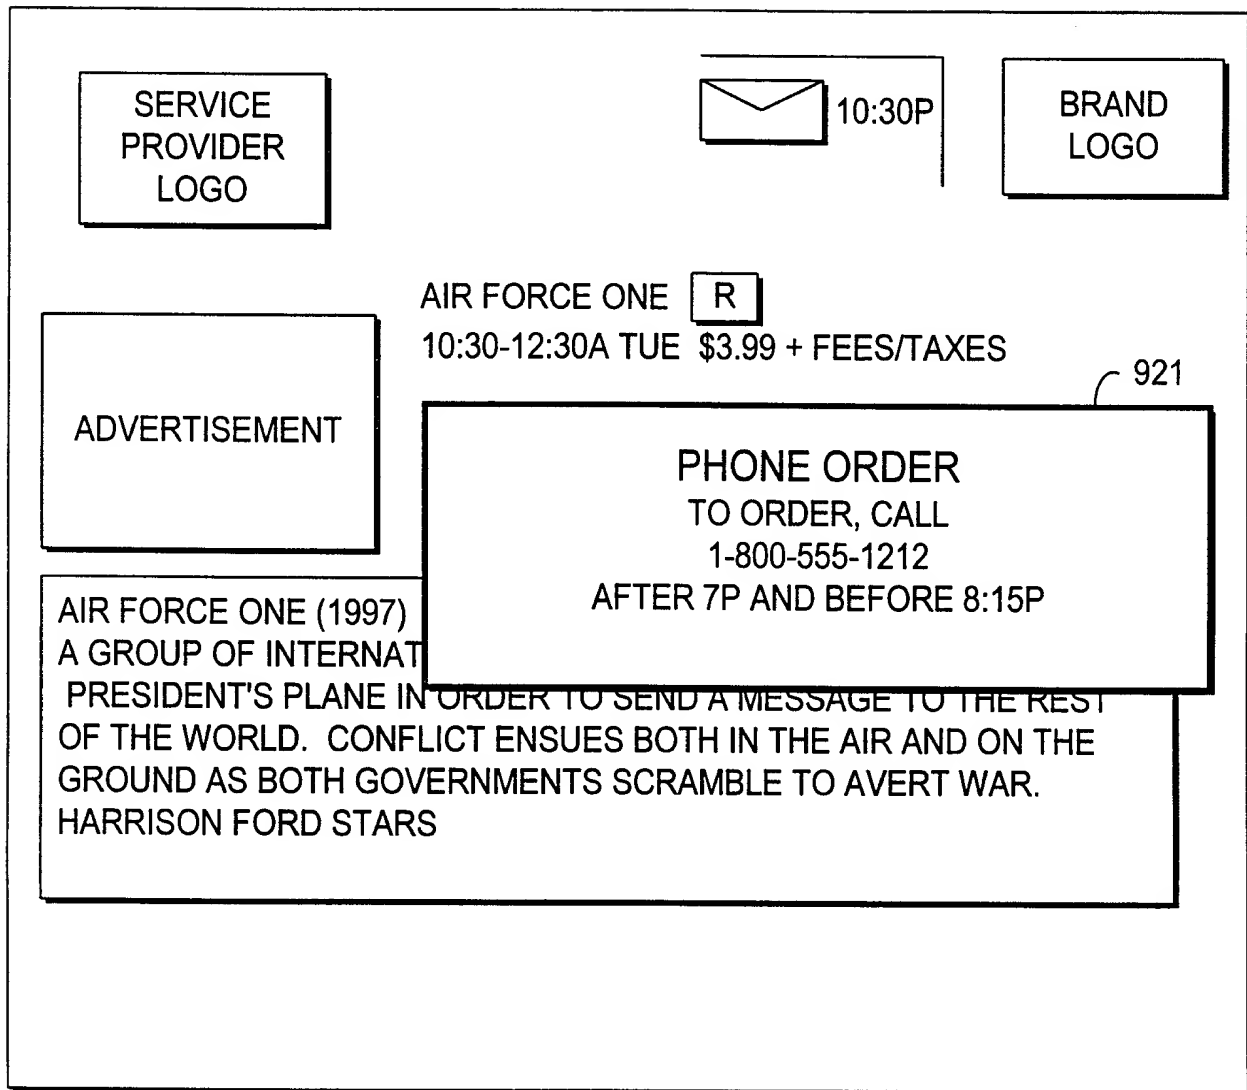 SERVICE
PROVIDER
LOGO
10:30P
BRAND
LOGO
AIR FORCE ONE R
10:30-12:30A TUE $3.99 + FEES/TAXES
921
ADVERTISEMENT
PHONE ORDER
TO ORDER, CALL
1-800-555-1212
AFTER 7P AND BEFORE 8:15P
AIR FORCE ONE (1997)
A GROUP OF INTERNAT
PRESIDENT'S PLANE IN ORDER TO SEND A MESSAGE TO THE REST
OF THE WORLD. CONFLICT ENSUES BOTH IN THE AIR AND ON THE
GROUND AS BOTH GOVERNMENTS SCRAMBLE TO AVERT WAR.
HARRISON FORD STARS